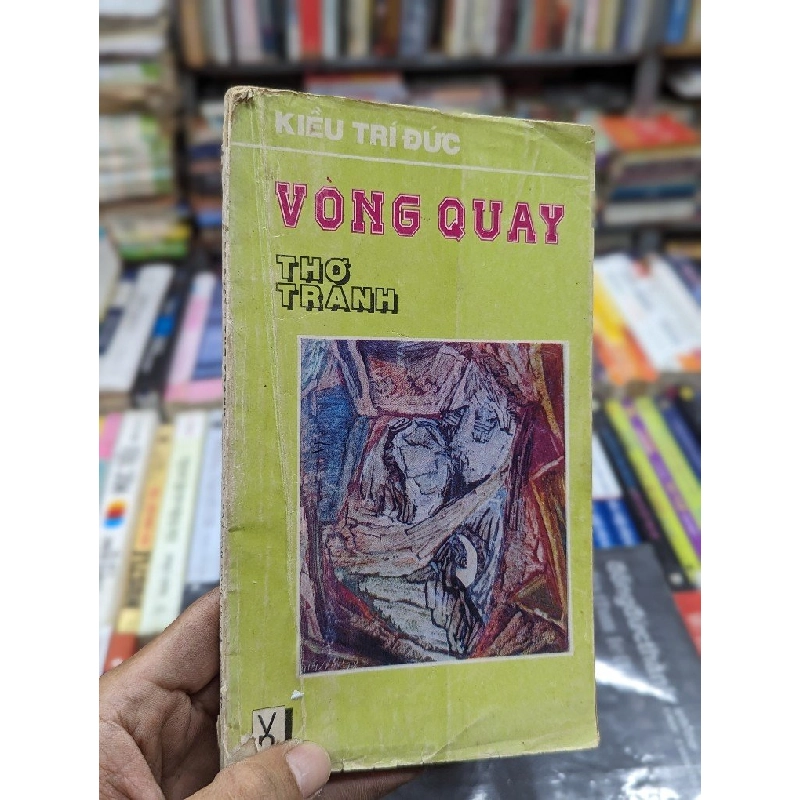 KIỀU TRÍ ĐỨC
VÒNG QUAY
THƠ
TRANH